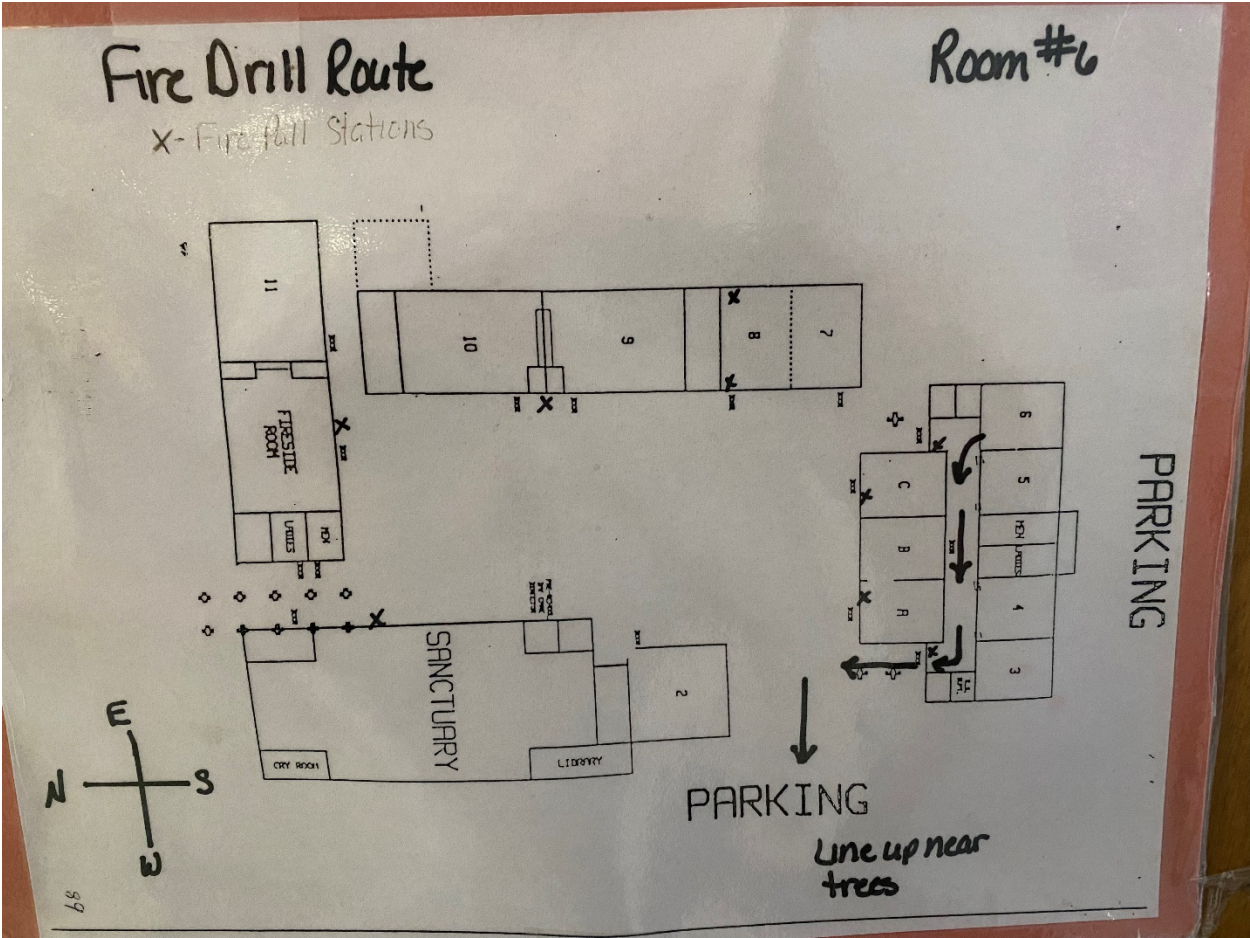 Fire Drill Route
Room #6
X- Fire Pull Stations
11
10
9
8
7
6
5
MEN
LADIES
4
3
C
B
A
PARKING
FIRESIDE
ROOM
LADIES
MEN
SANCTUARY
2
CRY ROOM
LIBRARY
E
N
S
W
PARKING
Line up near
trees
89